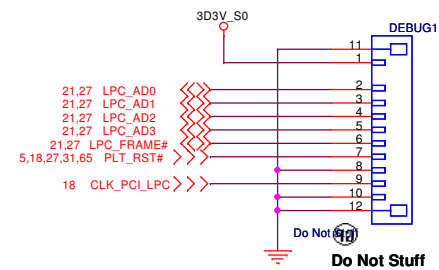 3D3V_S0
DEBUG1
11
1
21,27 LPC_AD0 2
21,27 LPC_AD1 3
21,27 LPC_AD2 4
21,27 LPC_AD3 5
21,27 LPC_FRAME# 6
5,18,27,31,65 PLT_RST# 7
8
18 CLK_PCI_LPC 9
10
12
Do Not Stuff
Do Not Stuff